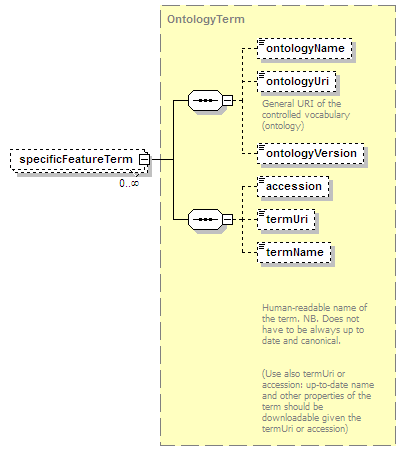 OntologyTerm
ontologyName
ontologyUri
General URI of the
controlled vocabulary
(ontology)
ontologyVersion
specificFeatureTerm
0..∞
accession
termUri
termName
Human-readable name of
the term. NB. Does not
have to be always up to
date and canonical.
(Use also termUri or
accession: up-to-date name
and other properties of the
term should be
downloadable given the
termUri or accession)